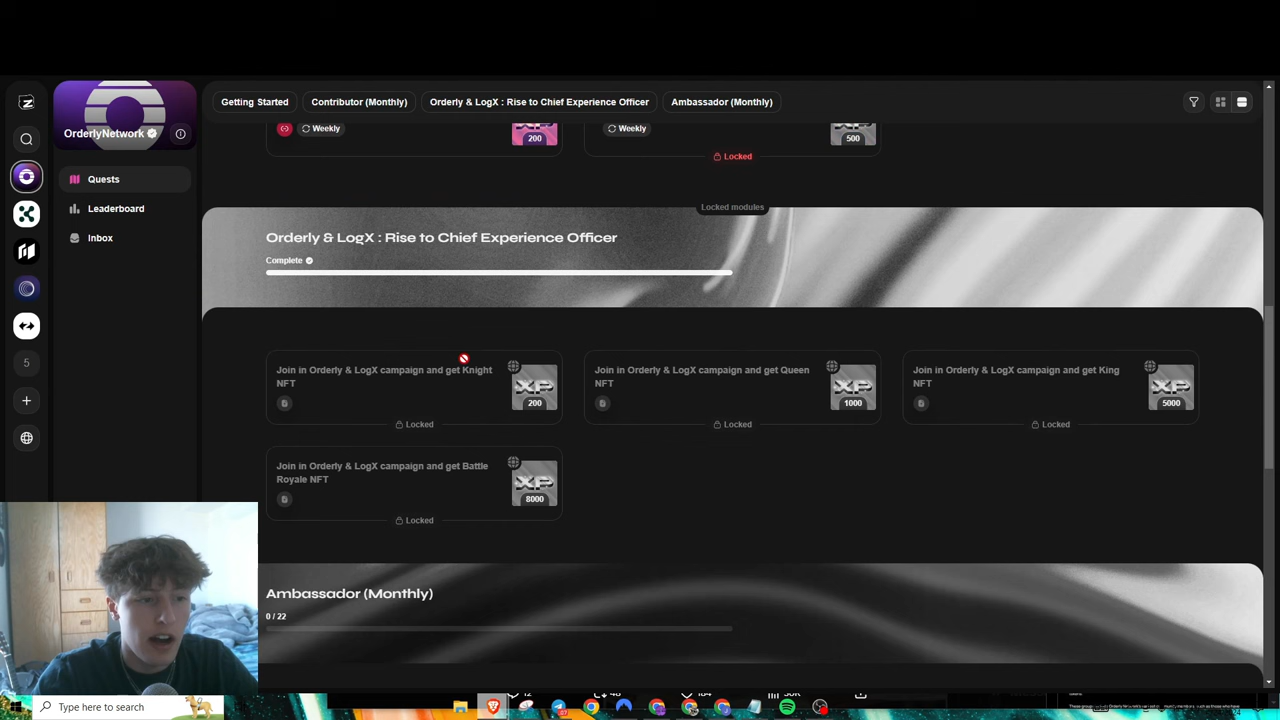 Getting Started
Contributor (Monthly)
Orderly & LogX : Rise to Chief Experience Officer
Ambassador (Monthly)
OrderlyNetwork
Quests
Leaderboard
Inbox
5
Weekly
XP
200
Weekly
500
Locked
Locked modules
Orderly & LogX : Rise to Chief Experience Officer
Complete
Join in Orderly & LogX campaign and get Knight
NFT
XP
200
Locked
Join in Orderly & LogX campaign and get Queen
NFT
XP
1000
Locked
Join in Orderly & LogX campaign and get King
NFT
XP
5000
Locked
Join in Orderly & LogX campaign and get Battle
Royale NFT
XP
8000
Locked
Ambassador (Monthly)
0 / 22
Type here to search